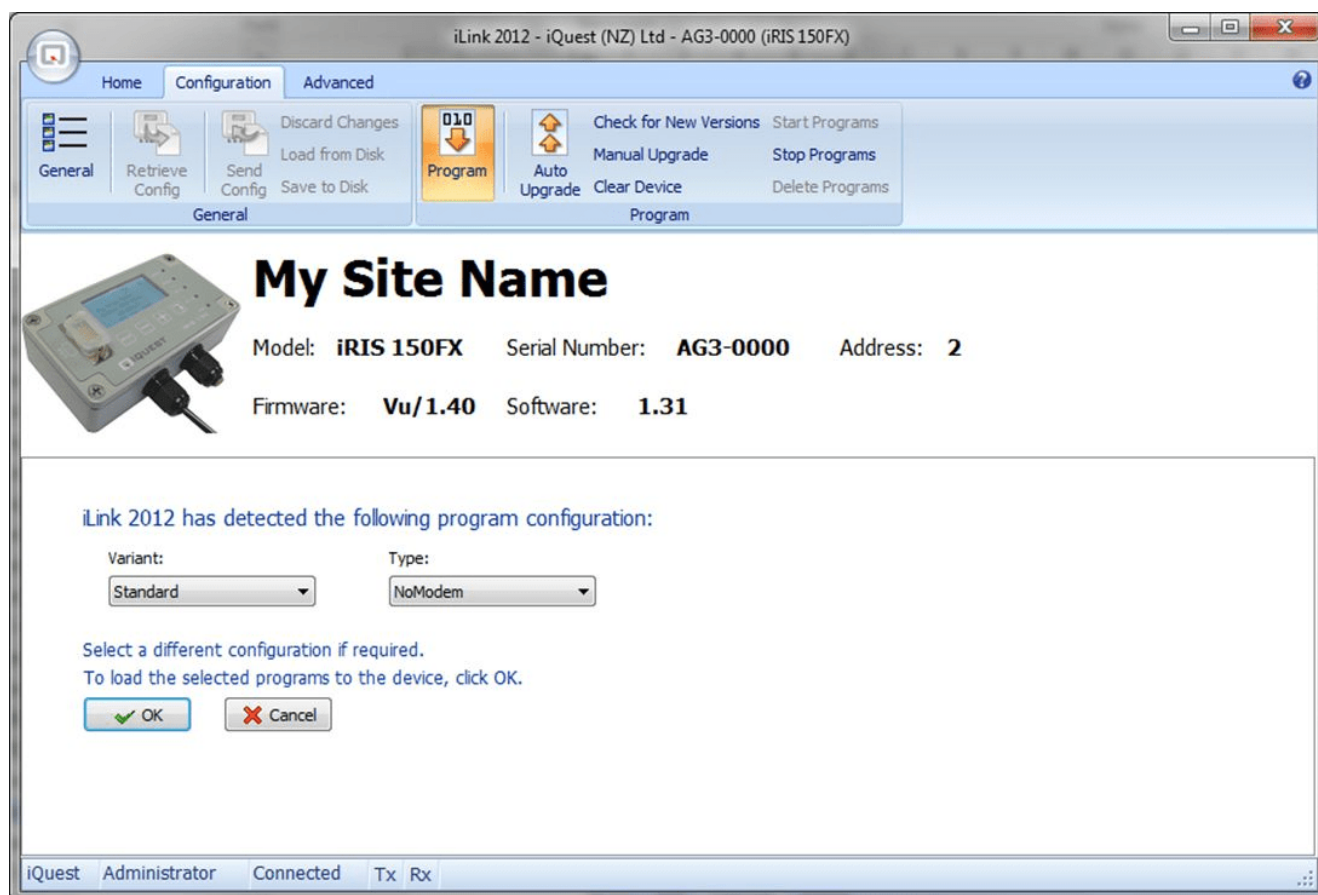 iLink 2012 - iQuest (NZ) Ltd - AG3-0000 (iRIS 150FX)
Home Configuration Advanced
General
Retrieve Config
Send Config
Discard Changes
Load from Disk
Save to Disk
General
010
Program
Auto Upgrade
Check for New Versions
Manual Upgrade
Clear Device
Start Programs
Stop Programs
Delete Programs
Program
iQUEST
My Site Name
Model: iRIS 150FX Serial Number: AG3-0000 Address: 2
Firmware: Vu/1.40 Software: 1.31
iLink 2012 has detected the following program configuration:
Variant: Type:
Standard NoModem
Select a different configuration if required.
To load the selected programs to the device, click OK.
OK Cancel
iQuest Administrator Connected Tx Rx